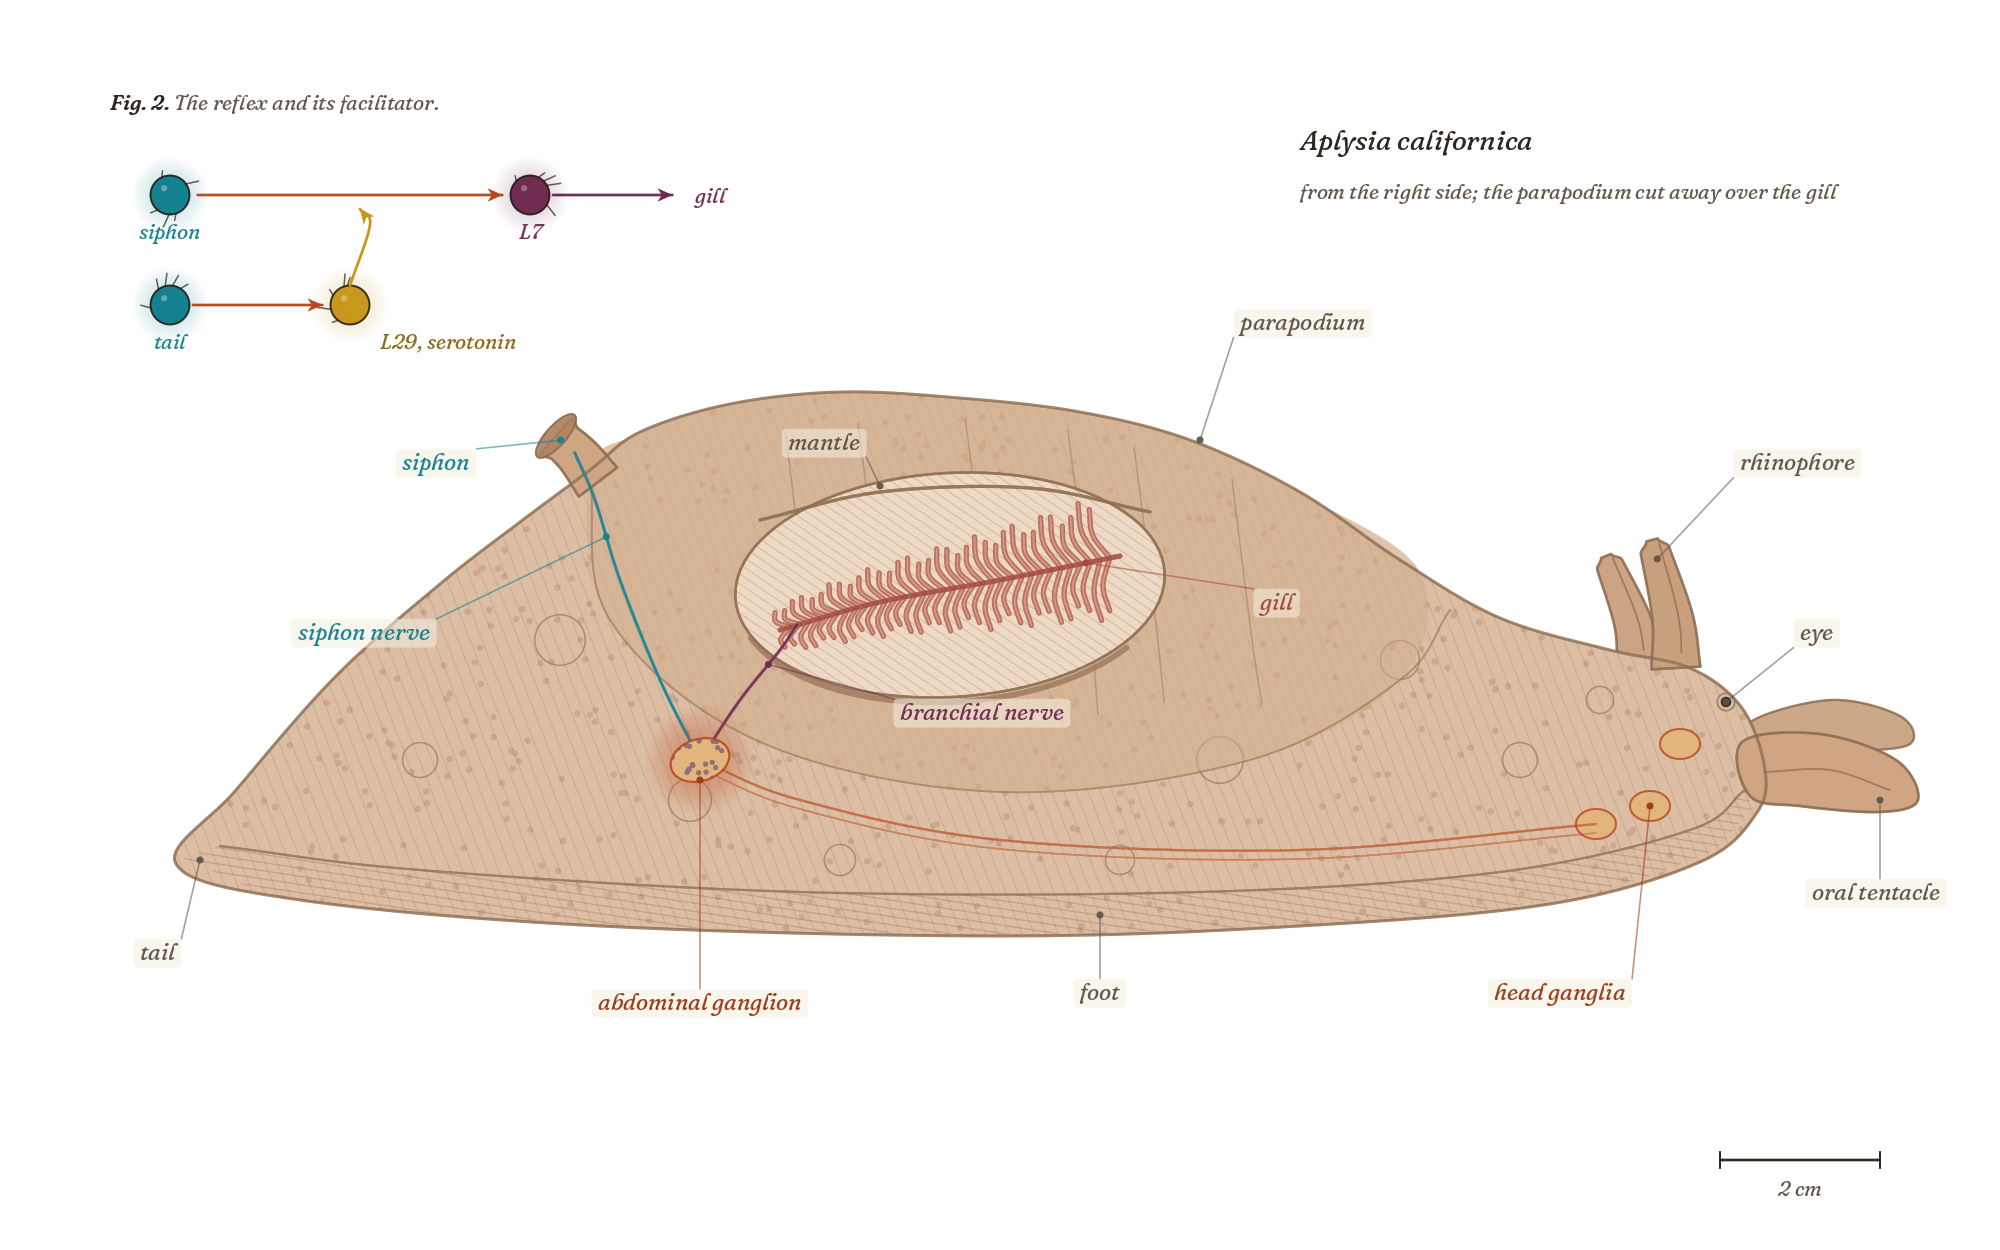 Fig. 2. The reflex and its facilitator.
Aplysia californica
from the right side; the parapodium cut away over the gill
gill
siphon
L7
tail
L29, serotonin
parapodium
mantle
siphon
rhinophore
siphon nerve
gill
eye
branchial nerve
oral tentacle
tail
abdominal ganglion
foot
head ganglia
2 cm